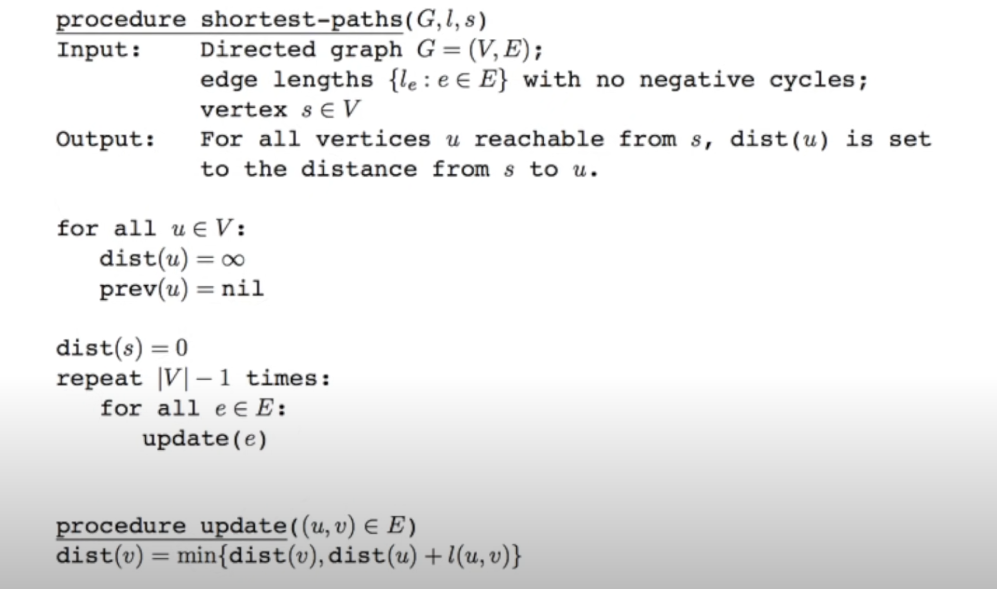 procedure shortest-paths(G, l, s)
Input: Directed graph G = (V, E);
edge lengths {lₑ : e ∈ E} with no negative cycles;
vertex s ∈ V
Output: For all vertices u reachable from s, dist(u) is set
to the distance from s to u.
for all u ∈ V:
dist(u) = ∞
prev(u) = nil
dist(s) = 0
repeat |V| − 1 times:
for all e ∈ E:
update(e)
procedure update((u, v) ∈ E)
dist(v) = min{dist(v), dist(u) + l(u, v)}